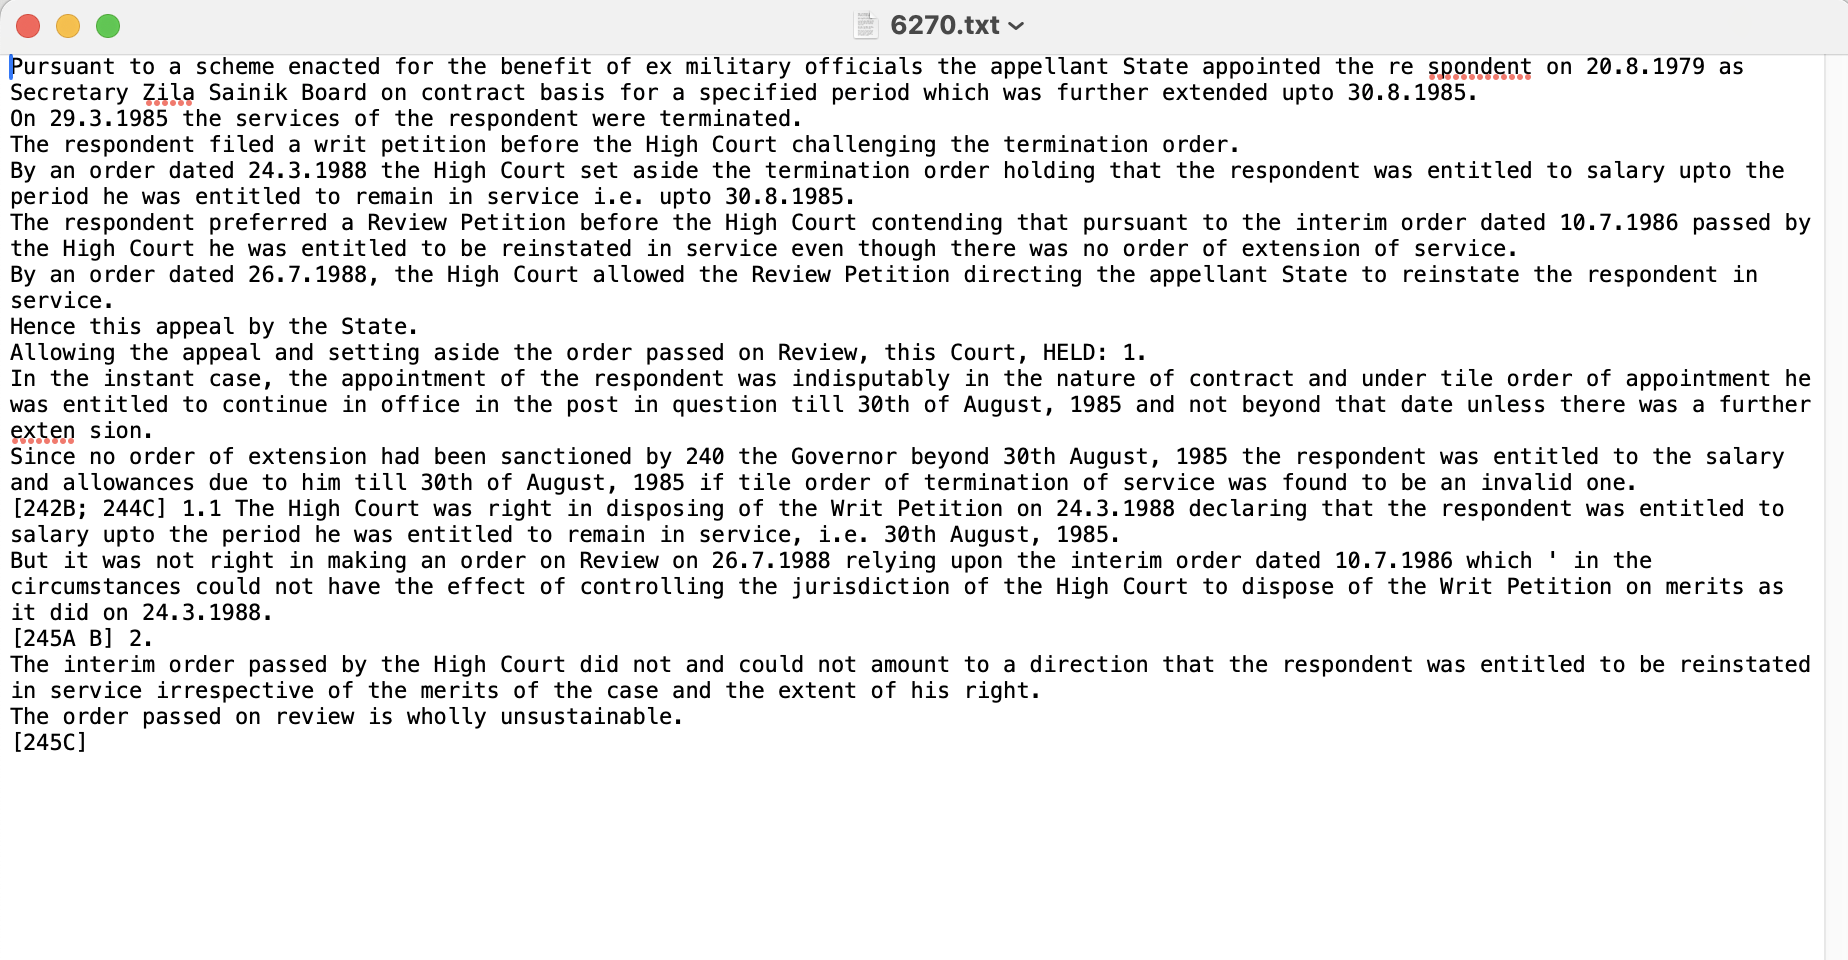 6270.txt
Pursuant to a scheme enacted for the benefit of ex military officials the appellant State appointed the re spondent on 20.8.1979 as
Secretary Zila Sainik Board on contract basis for a specified period which was further extended upto 30.8.1985.
On 29.3.1985 the services of the respondent were terminated.
The respondent filed a writ petition before the High Court challenging the termination order.
By an order dated 24.3.1988 the High Court set aside the termination order holding that the respondent was entitled to salary upto the
period he was entitled to remain in service i.e. upto 30.8.1985.
The respondent preferred a Review Petition before the High Court contending that pursuant to the interim order dated 10.7.1986 passed by
the High Court he was entitled to be reinstated in service even though there was no order of extension of service.
By an order dated 26.7.1988, the High Court allowed the Review Petition directing the appellant State to reinstate the respondent in
service.
Hence this appeal by the State.
Allowing the appeal and setting aside the order passed on Review, this Court, HELD: 1.
In the instant case, the appointment of the respondent was indisputably in the nature of contract and under tile order of appointment he
was entitled to continue in office in the post in question till 30th of August, 1985 and not beyond that date unless there was a further
exten sion.
Since no order of extension had been sanctioned by 240 the Governor beyond 30th August, 1985 the respondent was entitled to the salary
and allowances due to him till 30th of August, 1985 if tile order of termination of service was found to be an invalid one.
[242B; 244C] 1.1 The High Court was right in disposing of the Writ Petition on 24.3.1988 declaring that the respondent was entitled to
salary upto the period he was entitled to remain in service, i.e. 30th August, 1985.
But it was not right in making an order on Review on 26.7.1988 relying upon the interim order dated 10.7.1986 which ' in the
circumstances could not have the effect of controlling the jurisdiction of the High Court to dispose of the Writ Petition on merits as
it did on 24.3.1988.
[245A B] 2.
The interim order passed by the High Court did not and could not amount to a direction that the respondent was entitled to be reinstated
in service irrespective of the merits of the case and the extent of his right.
The order passed on review is wholly unsustainable.
[245C]